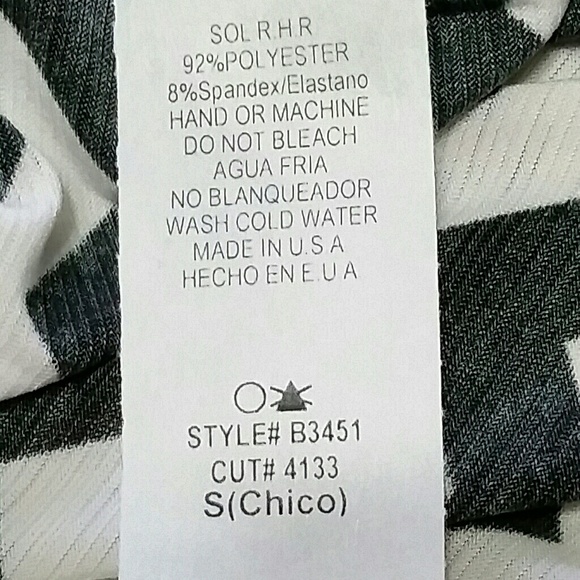 SOL R.H.R
92%POLYESTER
8%Spandex/Elastano
HAND OR MACHINE
DO NOT BLEACH
AGUA FRIA
NO BLANQUEADOR
WASH COLD WATER
MADE IN U.S A
HECHO EN E.U A
STYLE# B3451
CUT# 4133
S(Chico)